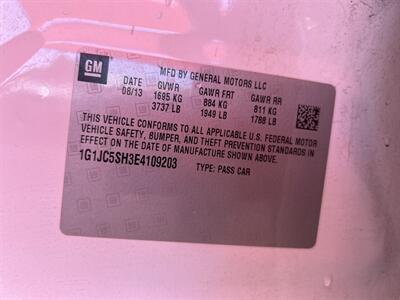 GM
MFD BY GENERAL MOTORS LLC
DATE GVWR GAWR FRT GAWR RR
08/13 1695 KG 884 KG 811 KG
3737 LB 1949 LB 1788 LB
THIS VEHICLE CONFORMS TO ALL APPLICABLE U.S. FEDERAL MOTOR
VEHICLE SAFETY, BUMPER, AND THEFT PREVENTION STANDARDS IN
EFFECT ON THE DATE OF MANUFACTURE SHOWN ABOVE.
1G1JC5SH3E4109203 TYPE: PASS CAR